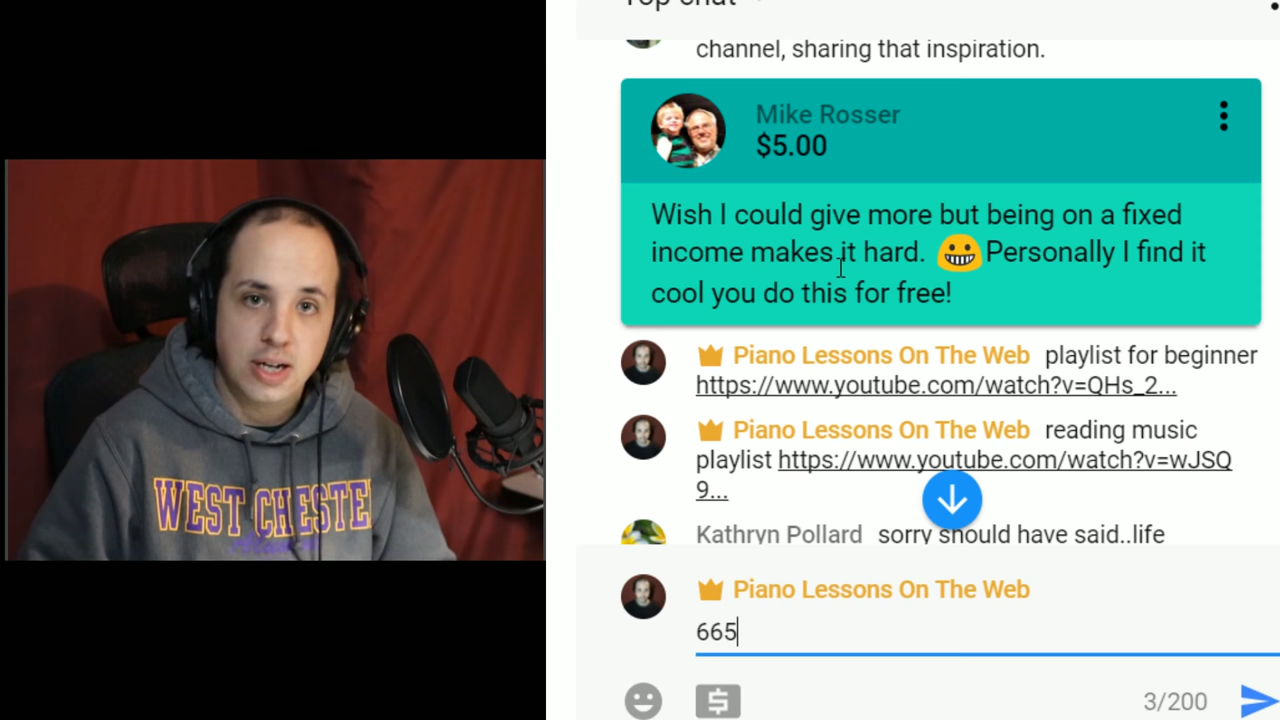 Top chat
channel, sharing that inspiration.
Mike Rosser
$5.00
Wish I could give more but being on a fixed
income makes it hard. 😀Personally I find it
cool you do this for free!
Piano Lessons On The Web playlist for beginner
https://www.youtube.com/watch?v=QHs_2...
Piano Lessons On The Web reading music
playlist https://www.youtube.com/watch?v=wJSQ
9...
Kathryn Pollard sorry should have said..life
Piano Lessons On The Web
665
3/200
WEST CHESTE